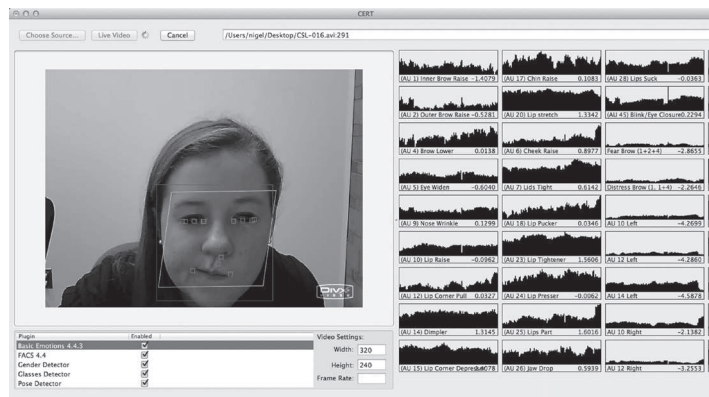 CERT
Choose Source...
Live Video
Cancel
/Users/nigel/Desktop/CSL-016.avi:291
(AU 1) Inner Brow Raise -1.4079
(AU 17) Chin Raise 0.1083
(AU 28) Lips Suck -0.0363
(AU 2) Outer Brow Raise -0.5281
(AU 20) Lip stretch 1.3342
(AU 45) Blink/Eye Closure 0.2294
(AU 4) Brow Lower 0.0138
(AU 6) Cheek Raise 0.8977
Fear Brow (1+2+4) -2.8655
(AU 5) Eye Widen -0.6040
(AU 7) Lids Tight 0.6142
Distress Brow (1, 1+4) -2.2646
(AU 9) Nose Wrinkle 0.1299
(AU 18) Lip Pucker 0.0346
AU 10 Left -4.2699
(AU 10) Lip Raise -0.0962
(AU 23) Lip Tightener 1.5606
AU 12 Left -4.2860
(AU 12) Lip Corner Pull 0.0327
(AU 24) Lip Presser -0.0062
AU 14 Left -4.5878
(AU 14) Dimpler 1.3145
(AU 25) Lips Part 1.6016
AU 10 Right -2.1382
(AU 15) Lip Corner
(AU 26) Jaw Drop 0.5939
AU 12 Right -3.2553
DIVX
Plugin Enabled
Basic Emotions 4.4.3
FACS 4.4
Gender Detector
Glasses Detector
Pose Detector
Video Settings:
Width: 320
Height: 240
Frame Rate: